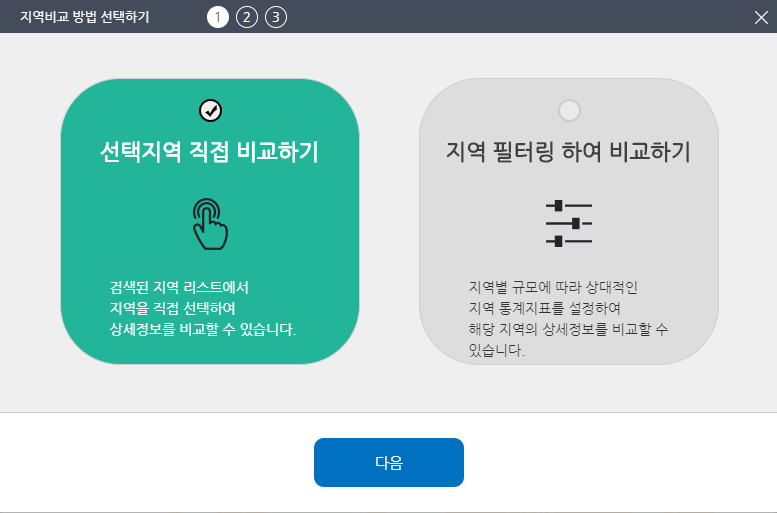 지역비교 방법 선택하기 1 2 3
선택지역 직접 비교하기
검색된 지역 리스트에서
지역을 직접 선택하여
상세정보를 비교할 수 있습니다.
지역 필터링 하여 비교하기
지역별 규모에 따라 상대적인
지역 통계지표를 설정하여
해당 지역의 상세정보를 비교할 수
있습니다.
다음